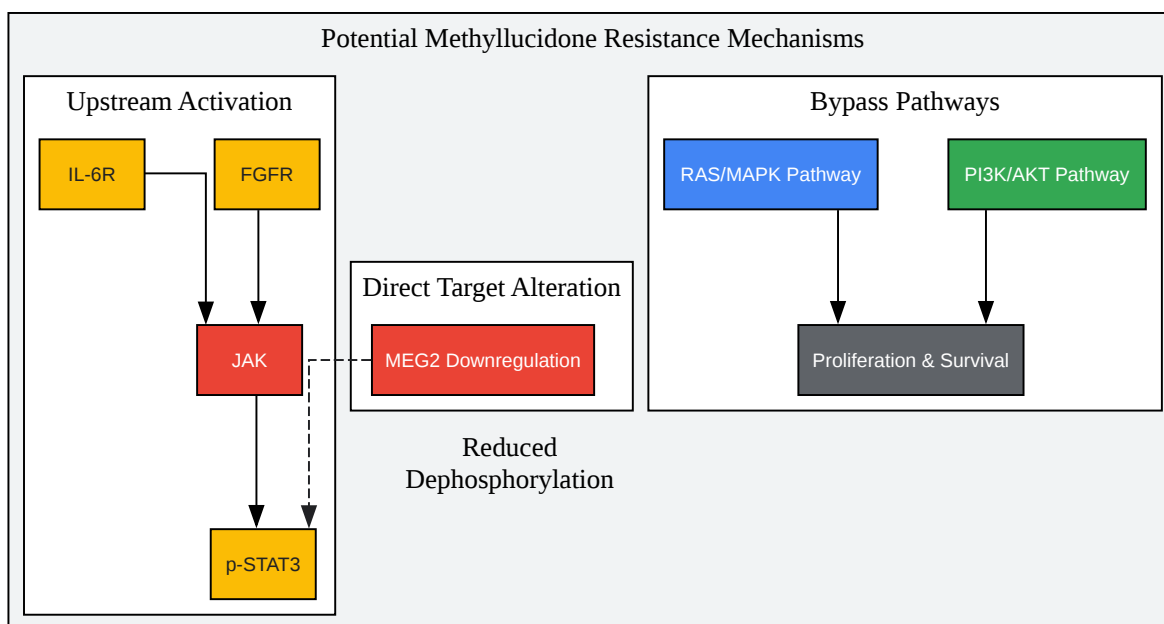 Potential Methyllucidone Resistance Mechanisms
Upstream Activation
IL-6R
FGFR
JAK
p-STAT3
Direct Target Alteration
MEG2 Downregulation
Reduced
Dephosphorylation
Bypass Pathways
RAS/MAPK Pathway
PI3K/AKT Pathway
Proliferation & Survival